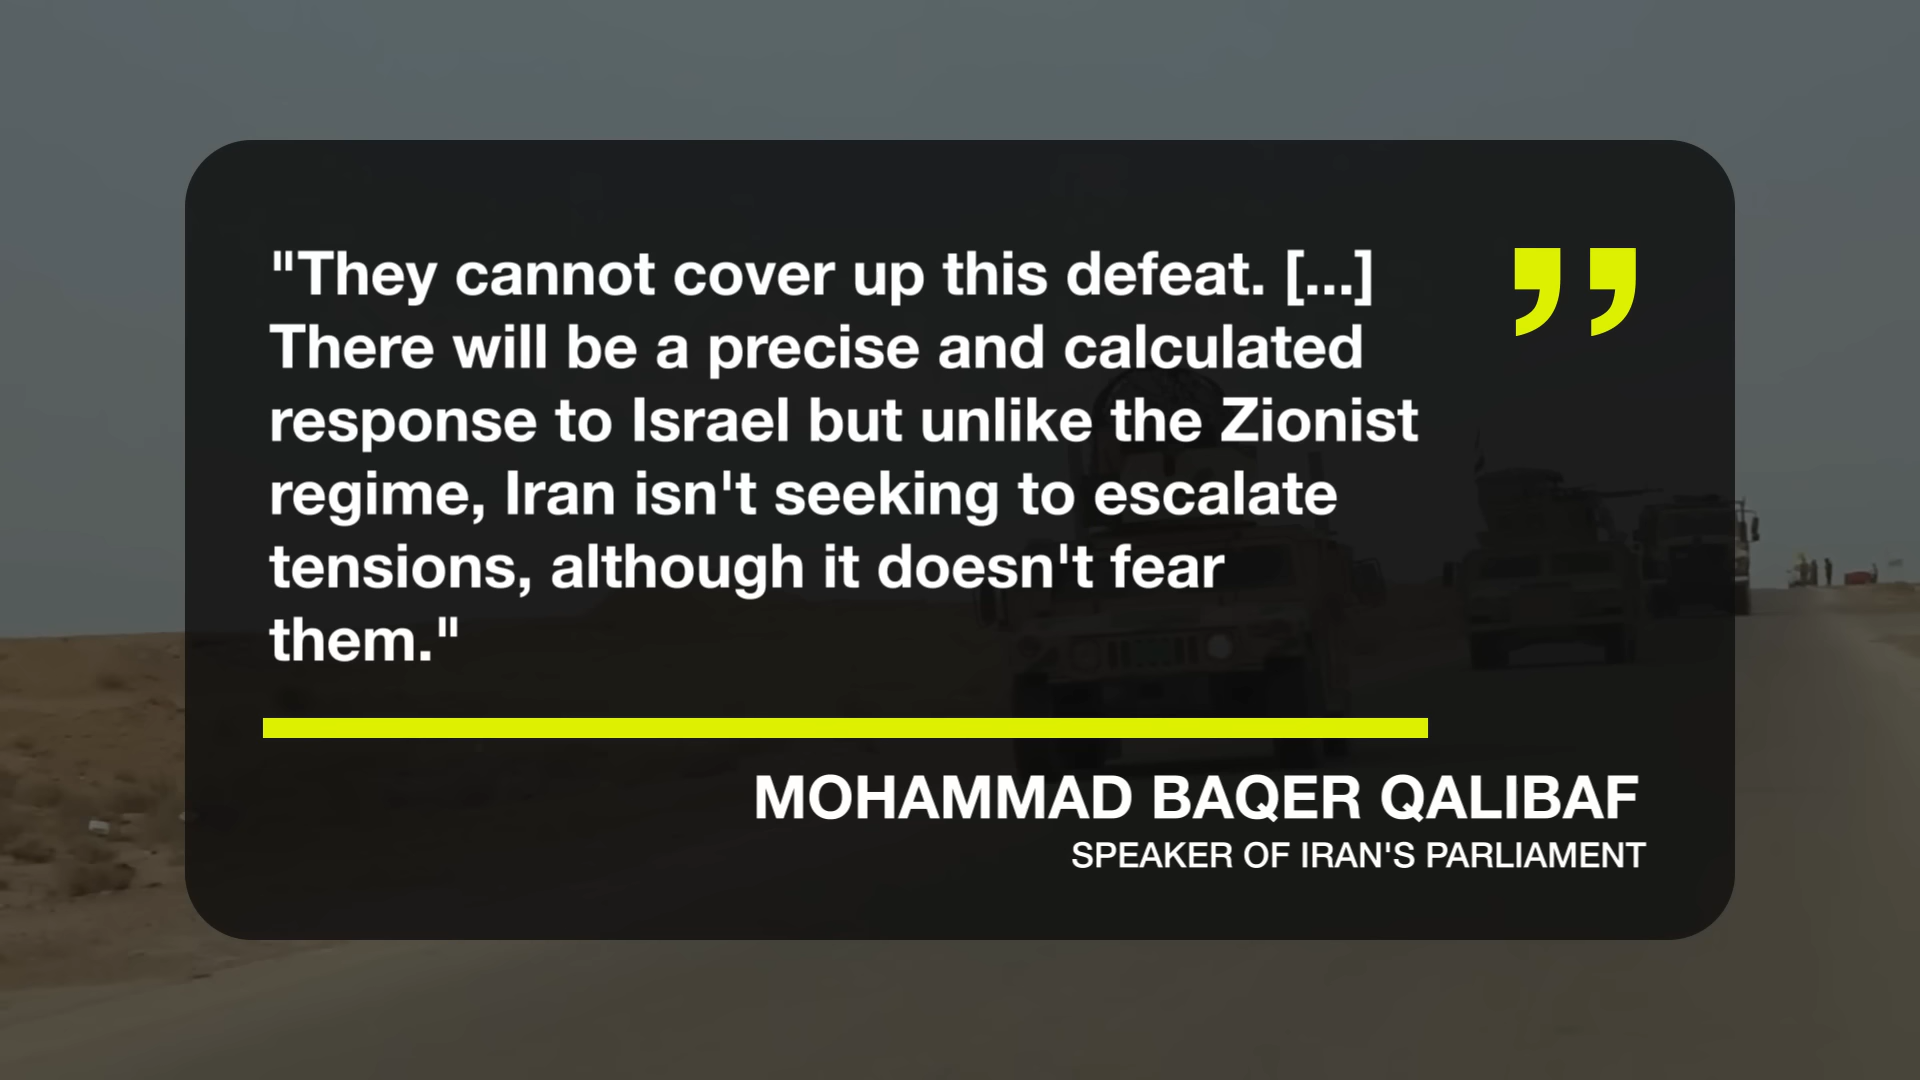 "They cannot cover up this defeat. [...]
There will be a precise and calculated
response to Israel but unlike the Zionist
regime, Iran isn't seeking to escalate
tensions, although it doesn't fear
them."
MOHAMMAD BAQER QALIBAF
SPEAKER OF IRAN'S PARLIAMENT